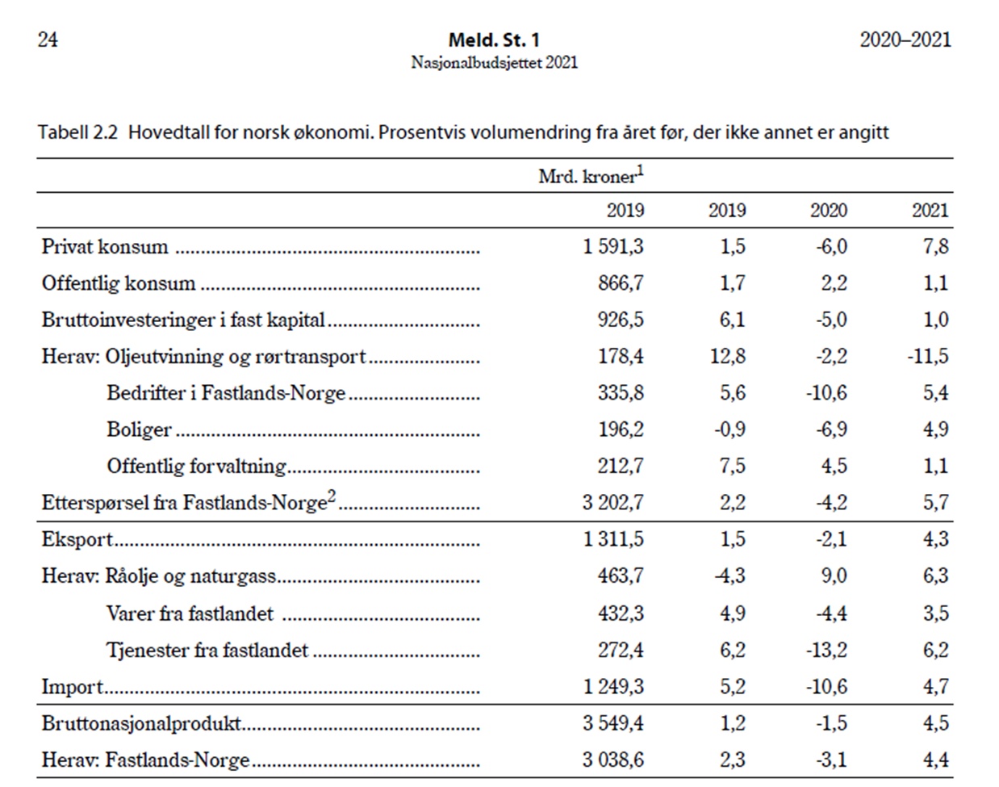 24 Meld. St. 1 2020–2021
Nasjonalbudsjettet 2021
Tabell 2.2 Hovedtall for norsk økonomi. Prosentvis volumendring fra året før, der ikke annet er angitt
Mrd. kroner1
2019 2019 2020 2021
Privat konsum 1 591,3 1,5 -6,0 7,8
Offentlig konsum 866,7 1,7 2,2 1,1
Bruttoinvesteringer i fast kapital 926,5 6,1 -5,0 1,0
Herav: Oljeutvinning og rørtransport 178,4 12,8 -2,2 -11,5
Bedrifter i Fastlands-Norge 335,8 5,6 -10,6 5,4
Boliger 196,2 -0,9 -6,9 4,9
Offentlig forvaltning 212,7 7,5 4,5 1,1
Etterspørsel fra Fastlands-Norge2 3 202,7 2,2 -4,2 5,7
Eksport 1 311,5 1,5 -2,1 4,3
Herav: Råolje og naturgass 463,7 -4,3 9,0 6,3
Varer fra fastlandet 432,3 4,9 -4,4 3,5
Tjenester fra fastlandet 272,4 6,2 -13,2 6,2
Import 1 249,3 5,2 -10,6 4,7
Bruttonasjonalprodukt 3 549,4 1,2 -1,5 4,5
Herav: Fastlands-Norge 3 038,6 2,3 -3,1 4,4